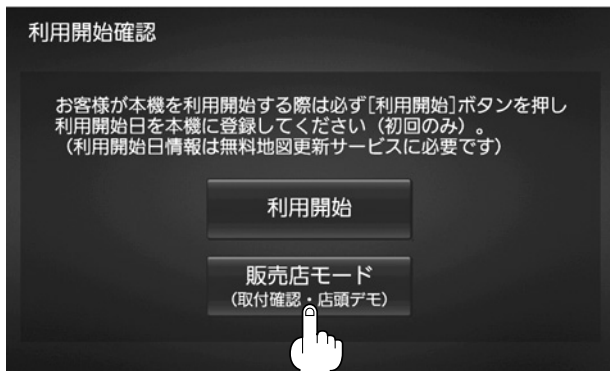 利用開始確認
お客様が本機を利用開始する際は必ず[利用開始]ボタンを押し
利用開始日を本機に登録してください（初回のみ）。
（利用開始日情報は無料地図更新サービスに必要です）
利用開始
販売店モード
（取付確認・店頭デモ）